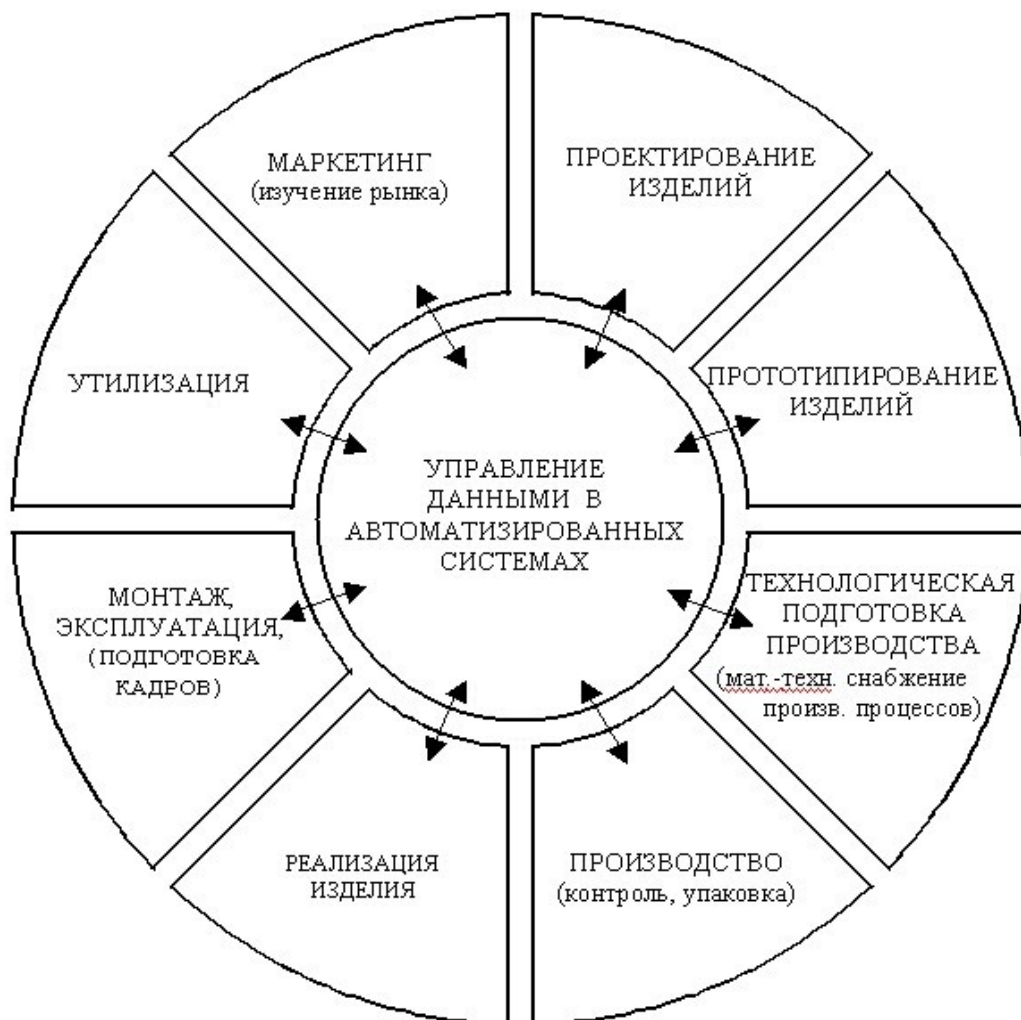 МАРКЕТИНГ
(изучение рынка)
ПРОЕКТИРОВАНИЕ
ИЗДЕЛИЙ
ПРОТОТИПИРОВАНИЕ
ИЗДЕЛИЙ
ТЕХНОЛОГИЧЕСКАЯ
ПОДГОТОВКА
ПРОИЗВОДСТВА
(мат.-техн. снабжение
произв. процессов)
ПРОИЗВОДСТВО
(контроль, упаковка)
РЕАЛИЗАЦИЯ
ИЗДЕЛИЯ
МОНТАЖ,
ЭКСПЛУАТАЦИЯ,
(ПОДГОТОВКА
КАДРОВ)
УТИЛИЗАЦИЯ
УПРАВЛЕНИЕ
ДАННЫМИ В
АВТОМАТИЗИРОВАННЫХ
СИСТЕМАХ